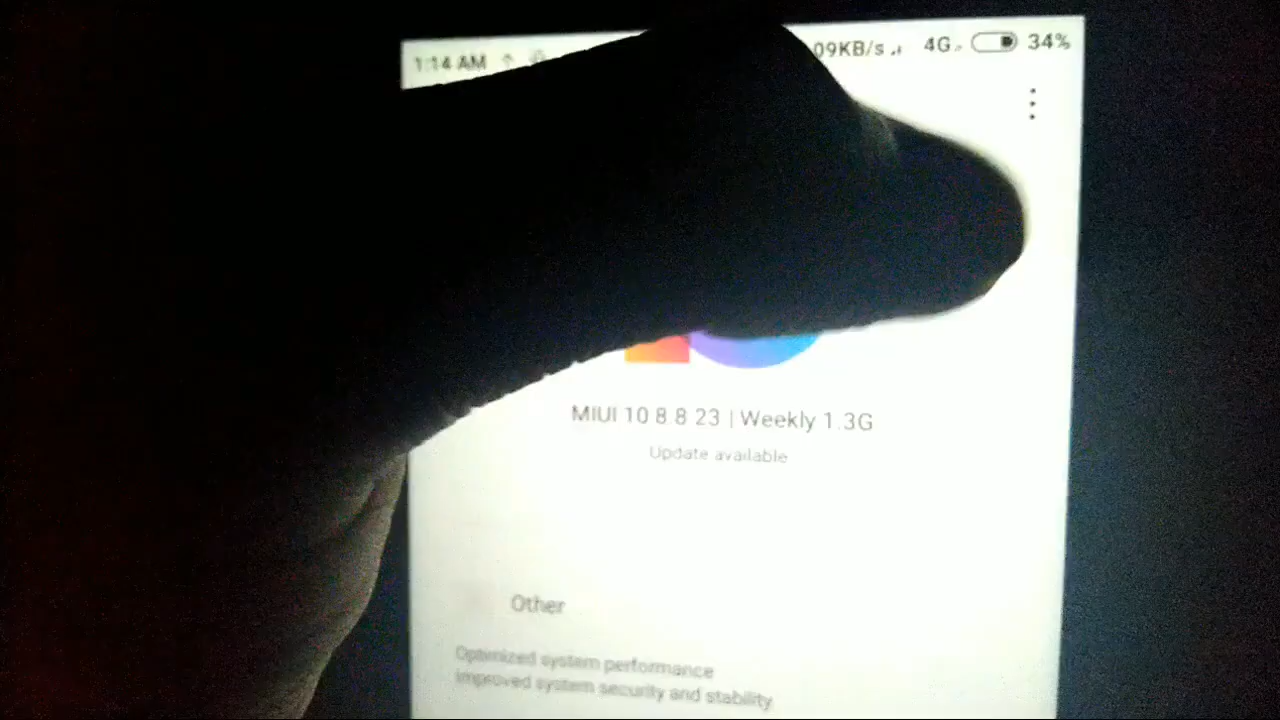 1:14 AM
09KB/s 4G 34%
MIUI 10 8 8 23 | Weekly 1.3G
Update available
Other
Optimized system performance
Improved system security and stability